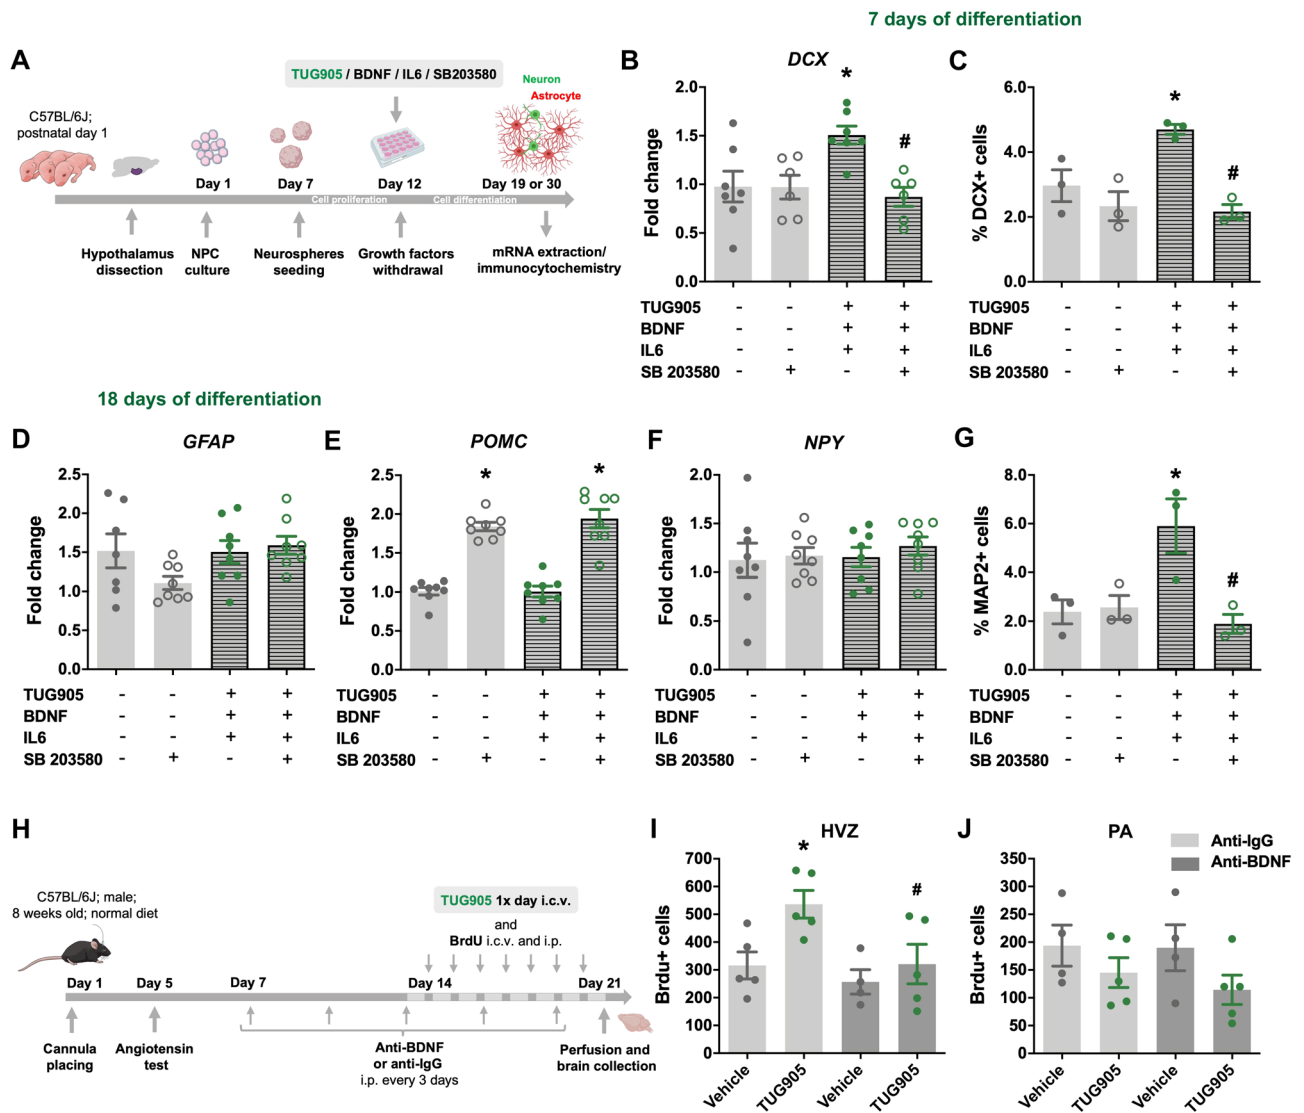 7 days of differentiation
A
TUG905 / BDNF / IL6 / SB203580
Neuron
Astrocyte
C57BL/6J;
postnatal day 1
Day 1
Day 7
Day 12
Day 19 or 30
Cell proliferation
Cell differentiation
Hypothalamus
dissection
NPC
culture
Neurospheres
seeding
Growth factors
withdrawal
mRNA extraction/
immunocytochemistry
B
DCX
*
#
Fold change
2.0
1.5
1.0
0.5
0.0
TUG905 - - + +
BDNF - - + +
IL6 - - + +
SB 203580 - + - +
C
*
#
% DCX+ cells
6.0
4.0
2.0
0.0
TUG905 - - + +
BDNF - - + +
IL6 - - + +
SB 203580 - + - +
18 days of differentiation
D
GFAP
Fold change
2.5
2.0
1.5
1.0
0.5
0.0
TUG905 - - + +
BDNF - - + +
IL6 - - + +
SB 203580 - + - +
E
POMC
*
*
Fold change
2.5
2.0
1.5
1.0
0.5
0.0
TUG905 - - + +
BDNF - - + +
IL6 - - + +
SB 203580 - + - +
F
NPY
Fold change
2.0
1.5
1.0
0.5
0.0
TUG905 - - + +
BDNF - - + +
IL6 - - + +
SB 203580 - + - +
G
*
#
% MAP2+ cells
8.0
6.0
4.0
2.0
0.0
TUG905 - - + +
BDNF - - + +
IL6 - - + +
SB 203580 - + - +
H
C57BL/6J; male;
8 weeks old; normal diet
TUG905 1x day i.c.v.
and
BrdU i.c.v. and i.p.
Day 1
Day 5
Day 7
Day 14
Day 21
Cannula
placing
Angiotensin
test
Anti-BDNF
or anti-IgG
i.p. every 3 days
Perfusion and
brain collection
I
HVZ
*
#
Brdu+ cells
700
600
500
400
300
200
100
0
Vehicle
TUG905
Vehicle
TUG905
J
PA
Anti-IgG
Anti-BDNF
Brdu+ cells
350
300
250
200
150
100
50
0
Vehicle
TUG905
Vehicle
TUG905